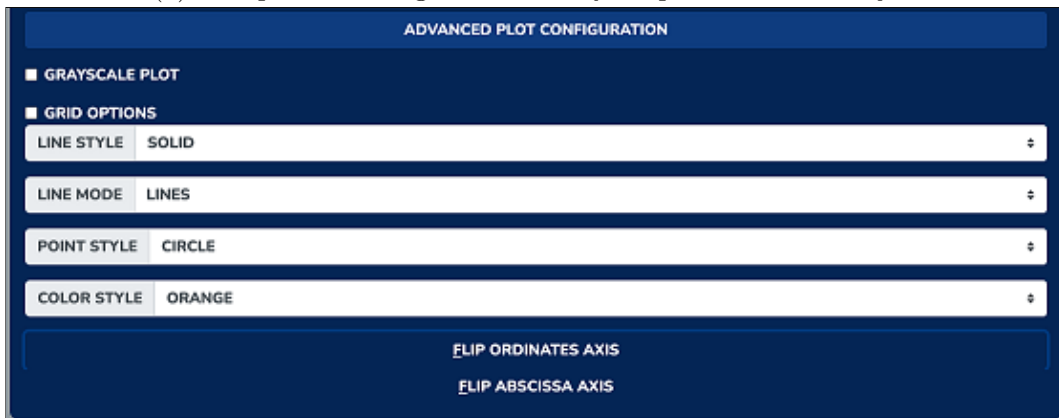 ADVANCED PLOT CONFIGURATION
GRAYSCALE PLOT
GRID OPTIONS
LINE STYLE SOLID
LINE MODE LINES
POINT STYLE CIRCLE
COLOR STYLE ORANGE
FLIP ORDINATES AXIS
FLIP ABSCISSA AXIS